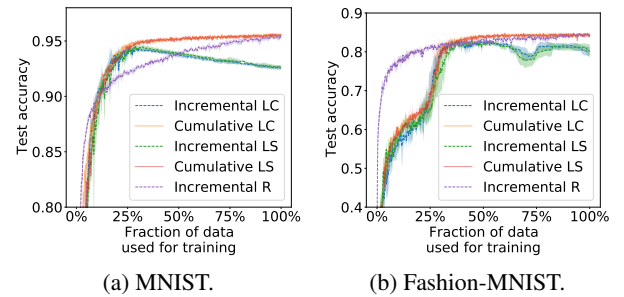 0.95
0.90
0.85
0.80
Test accuracy
Incremental LC
Cumulative LC
Incremental LS
Cumulative LS
Incremental R
0% 25% 50% 75% 100%
Fraction of data
used for training
(a) MNIST.
0.9
0.8
0.7
0.6
0.5
0.4
Test accuracy
Incremental LC
Cumulative LC
Incremental LS
Cumulative LS
Incremental R
0% 25% 50% 75% 100%
Fraction of data
used for training
(b) Fashion-MNIST.